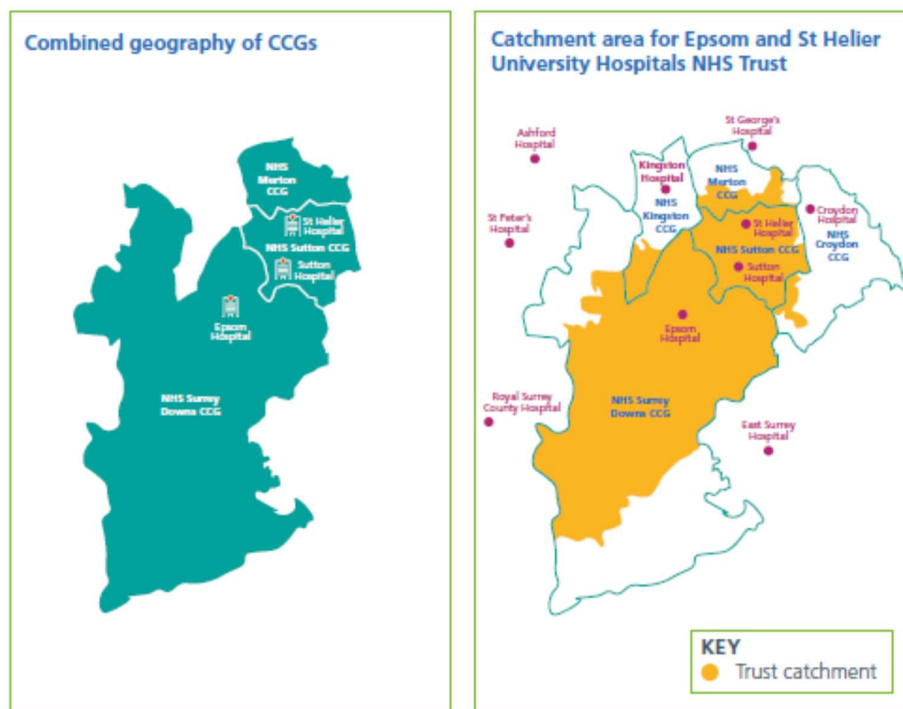 Combined geography of CCGs
NHS
Merton
CCG
St Helier
Hospital
NHS Sutton CCG
Sutton
Hospital
Epsom
Hospital
NHS Surrey
Downs CCG
Catchment area for Epsom and St Helier
University Hospitals NHS Trust
St George's
Hospital
Ashford
Hospital
Kingston
Hospital
NHS
Merton
CCG
St Peter's
Hospital
NHS
Kingston
CCG
Croydon
Hospital
St Helier
Hospital
NHS
Croydon
CCG
NHS Sutton CCG
Sutton
Hospital
Epsom
Hospital
Royal Surrey
County Hospital
NHS Surrey
Downs CCG
East Surrey
Hospital
KEY
Trust catchment